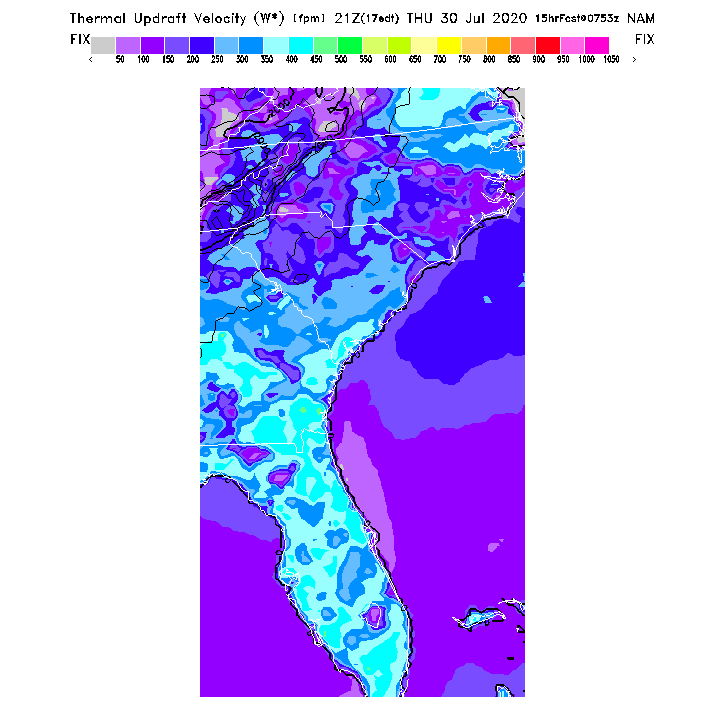 Thermal Updraft Velocity (W*) [fpm] 21Z(17edt) THU 30 Jul 2020 15hrFcst@0753z NAM
FIX FIX
< 50 100 150 200 250 300 350 400 450 500 550 600 650 700 750 800 850 900 950 1000 1050 >